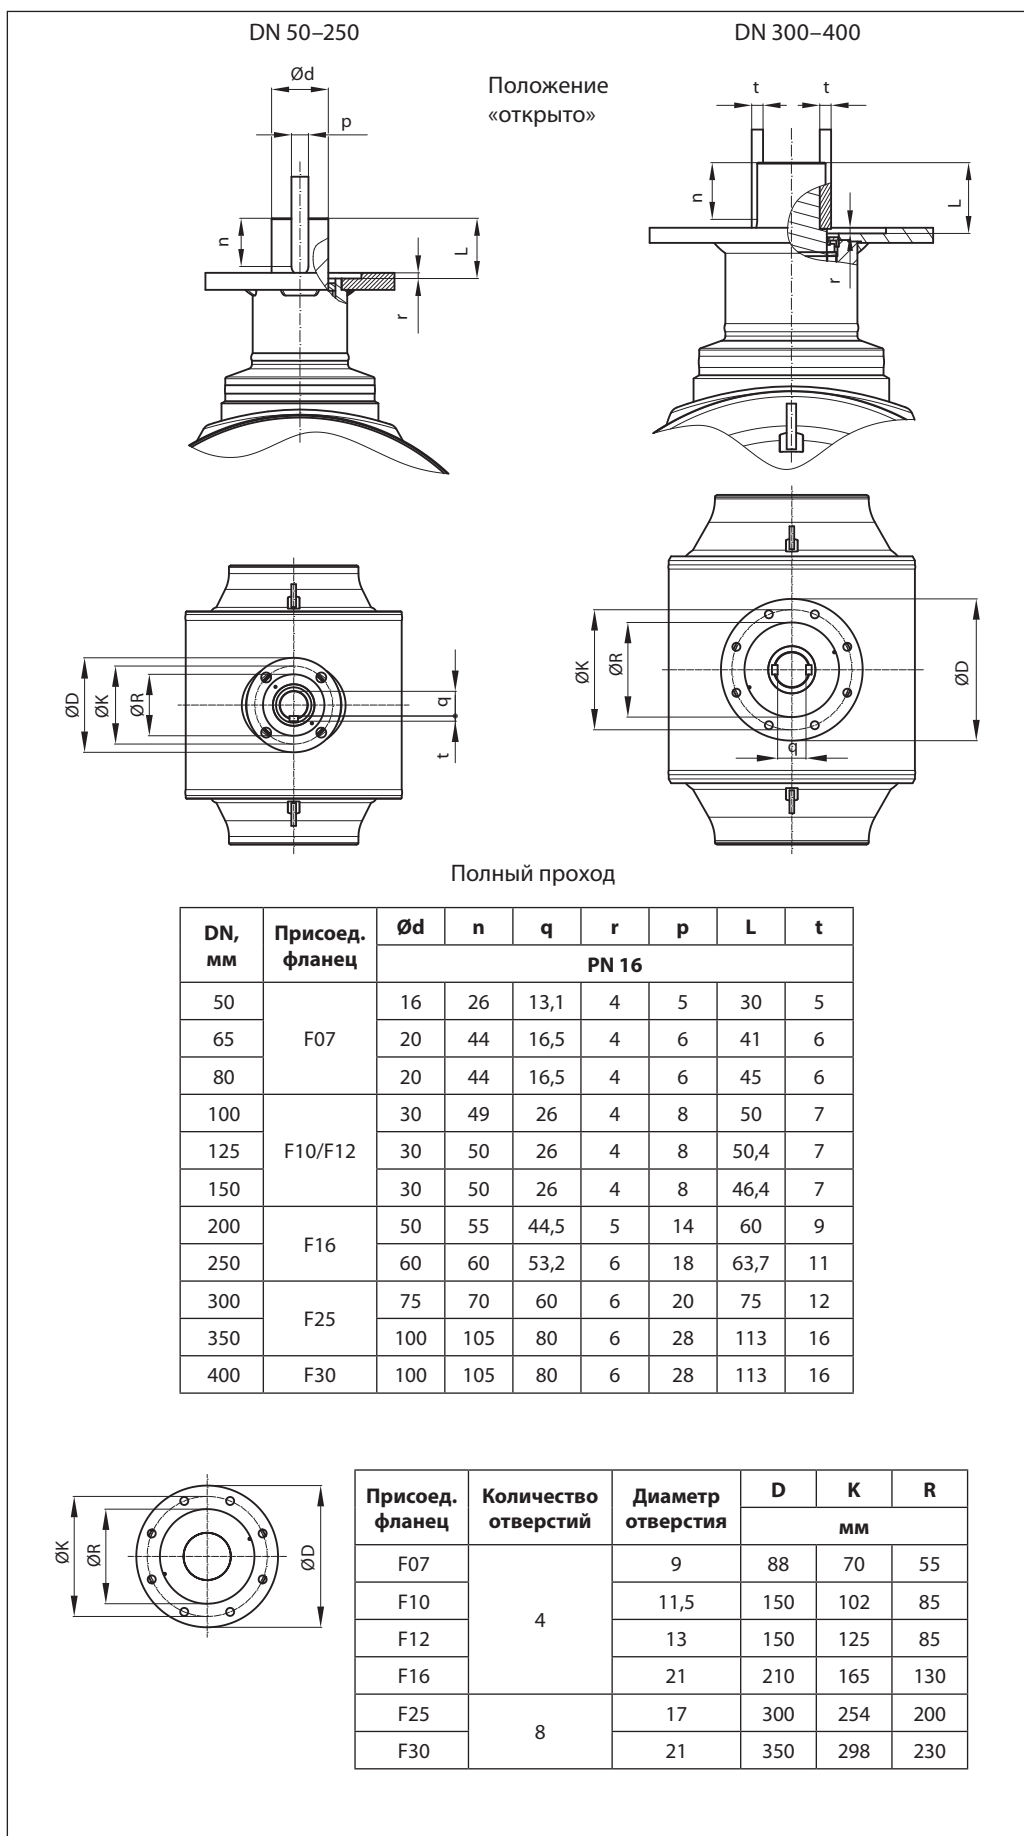 DN 50–250
DN 300–400
Положение
«открыто»
Ød
p
n
L
r
t
t
n
L
r
ØD
ØK
ØR
q
t
ØK
ØR
ØD
q
Полный проход
DN, мм Присоед. фланец Ød n q r p L t
PN 16
50 F07 16 26 13,1 4 5 30 5
65 20 44 16,5 4 6 41 6
80 20 44 16,5 4 6 45 6
100 F10/F12 30 49 26 4 8 50 7
125 30 50 26 4 8 50,4 7
150 30 50 26 4 8 46,4 7
200 F16 50 55 44,5 5 14 60 9
250 60 60 53,2 6 18 63,7 11
300 F25 75 70 60 6 20 75 12
350 100 105 80 6 28 113 16
400 F30 100 105 80 6 28 113 16
ØK
ØR
ØD
Присоед. фланец Количество отверстий Диаметр отверстия D K R
мм
F07 4 9 88 70 55
F10 11,5 150 102 85
F12 13 150 125 85
F16 21 210 165 130
F25 8 17 300 254 200
F30 21 350 298 230